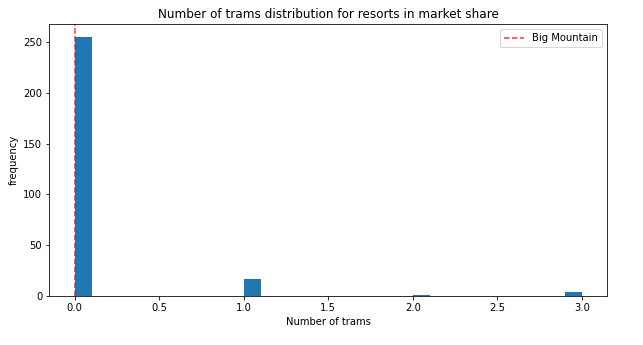 Number of trams distribution for resorts in market share
Big Mountain
frequency
250
200
150
100
50
0
0.0 0.5 1.0 1.5 2.0 2.5 3.0
Number of trams